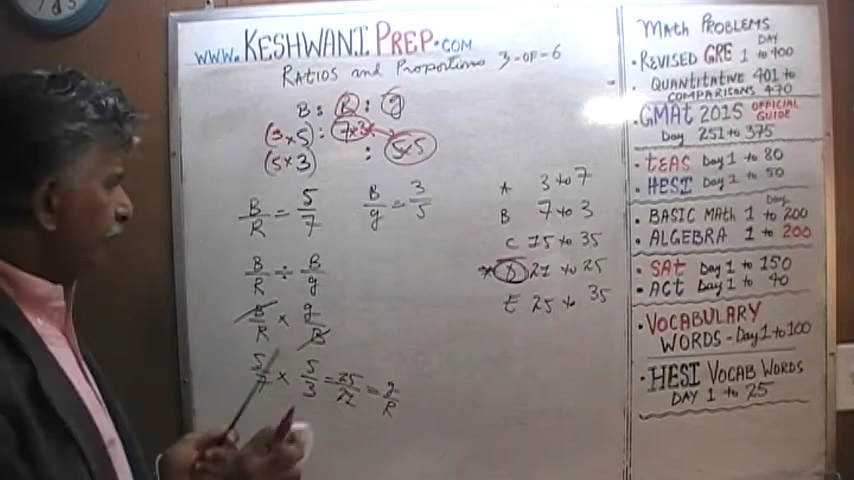 www.KESHWANIPREP.com
Ratios and Proportions 3-OF-6
B : R : g
(3×5) : 7×3
(5×3) : 5×5
B/R = 5/7 B/g = 3/5
B/R ÷ B/g
B/R × g/B
5/7 × 5/3 = 25/21 = g/R
A 3 to 7
B 7 to 3
C 15 to 35
D 21 to 25
E 25 to 35
MATH PROBLEMS
DAY
• REVISED GRE 1 to 400
• QUANTITATIVE 401 to
COMPARISONS 470
• GMAT 2015 OFFICIAL GUIDE
Day 251 to 375
• tEAS Day 1 to 80
• HESI Day 1 to 50
Day
• BASIC MAth 1 to 200
• ALGEBRA 1 to 200
• SAt Day 1 to 150
• ACt Day 1 to 40
• VOCABULARY
WORDS - Day 1 to 100
• HESI VOCAB WORDS
DAY 1 to 25